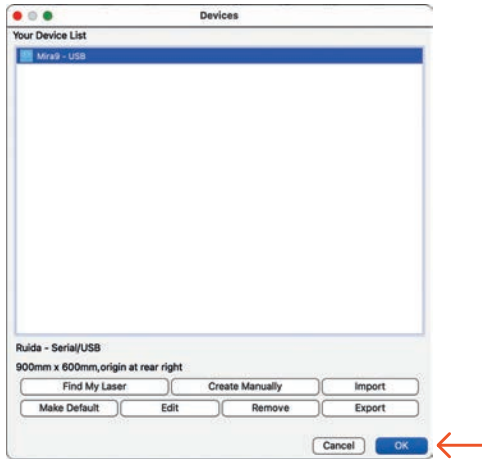 Devices
Your Device List
Mira9 - USB
Ruida - Serial/USB
900mm x 600mm,origin at rear right
Find My Laser Create Manually Import
Make Default Edit Remove Export
Cancel OK